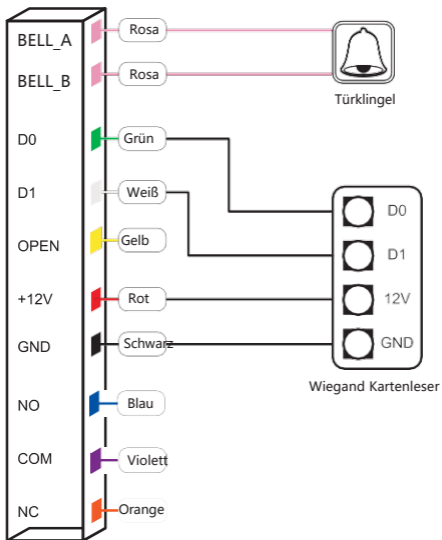 BELL_A
Rosa
BELL_B
Rosa
Türklingel
D0
Grün
D1
Weiß
OPEN
Gelb
+12V
Rot
GND
Schwarz
NO
Blau
COM
Violett
NC
Orange
D0
D1
12V
GND
Wiegand Kartenleser